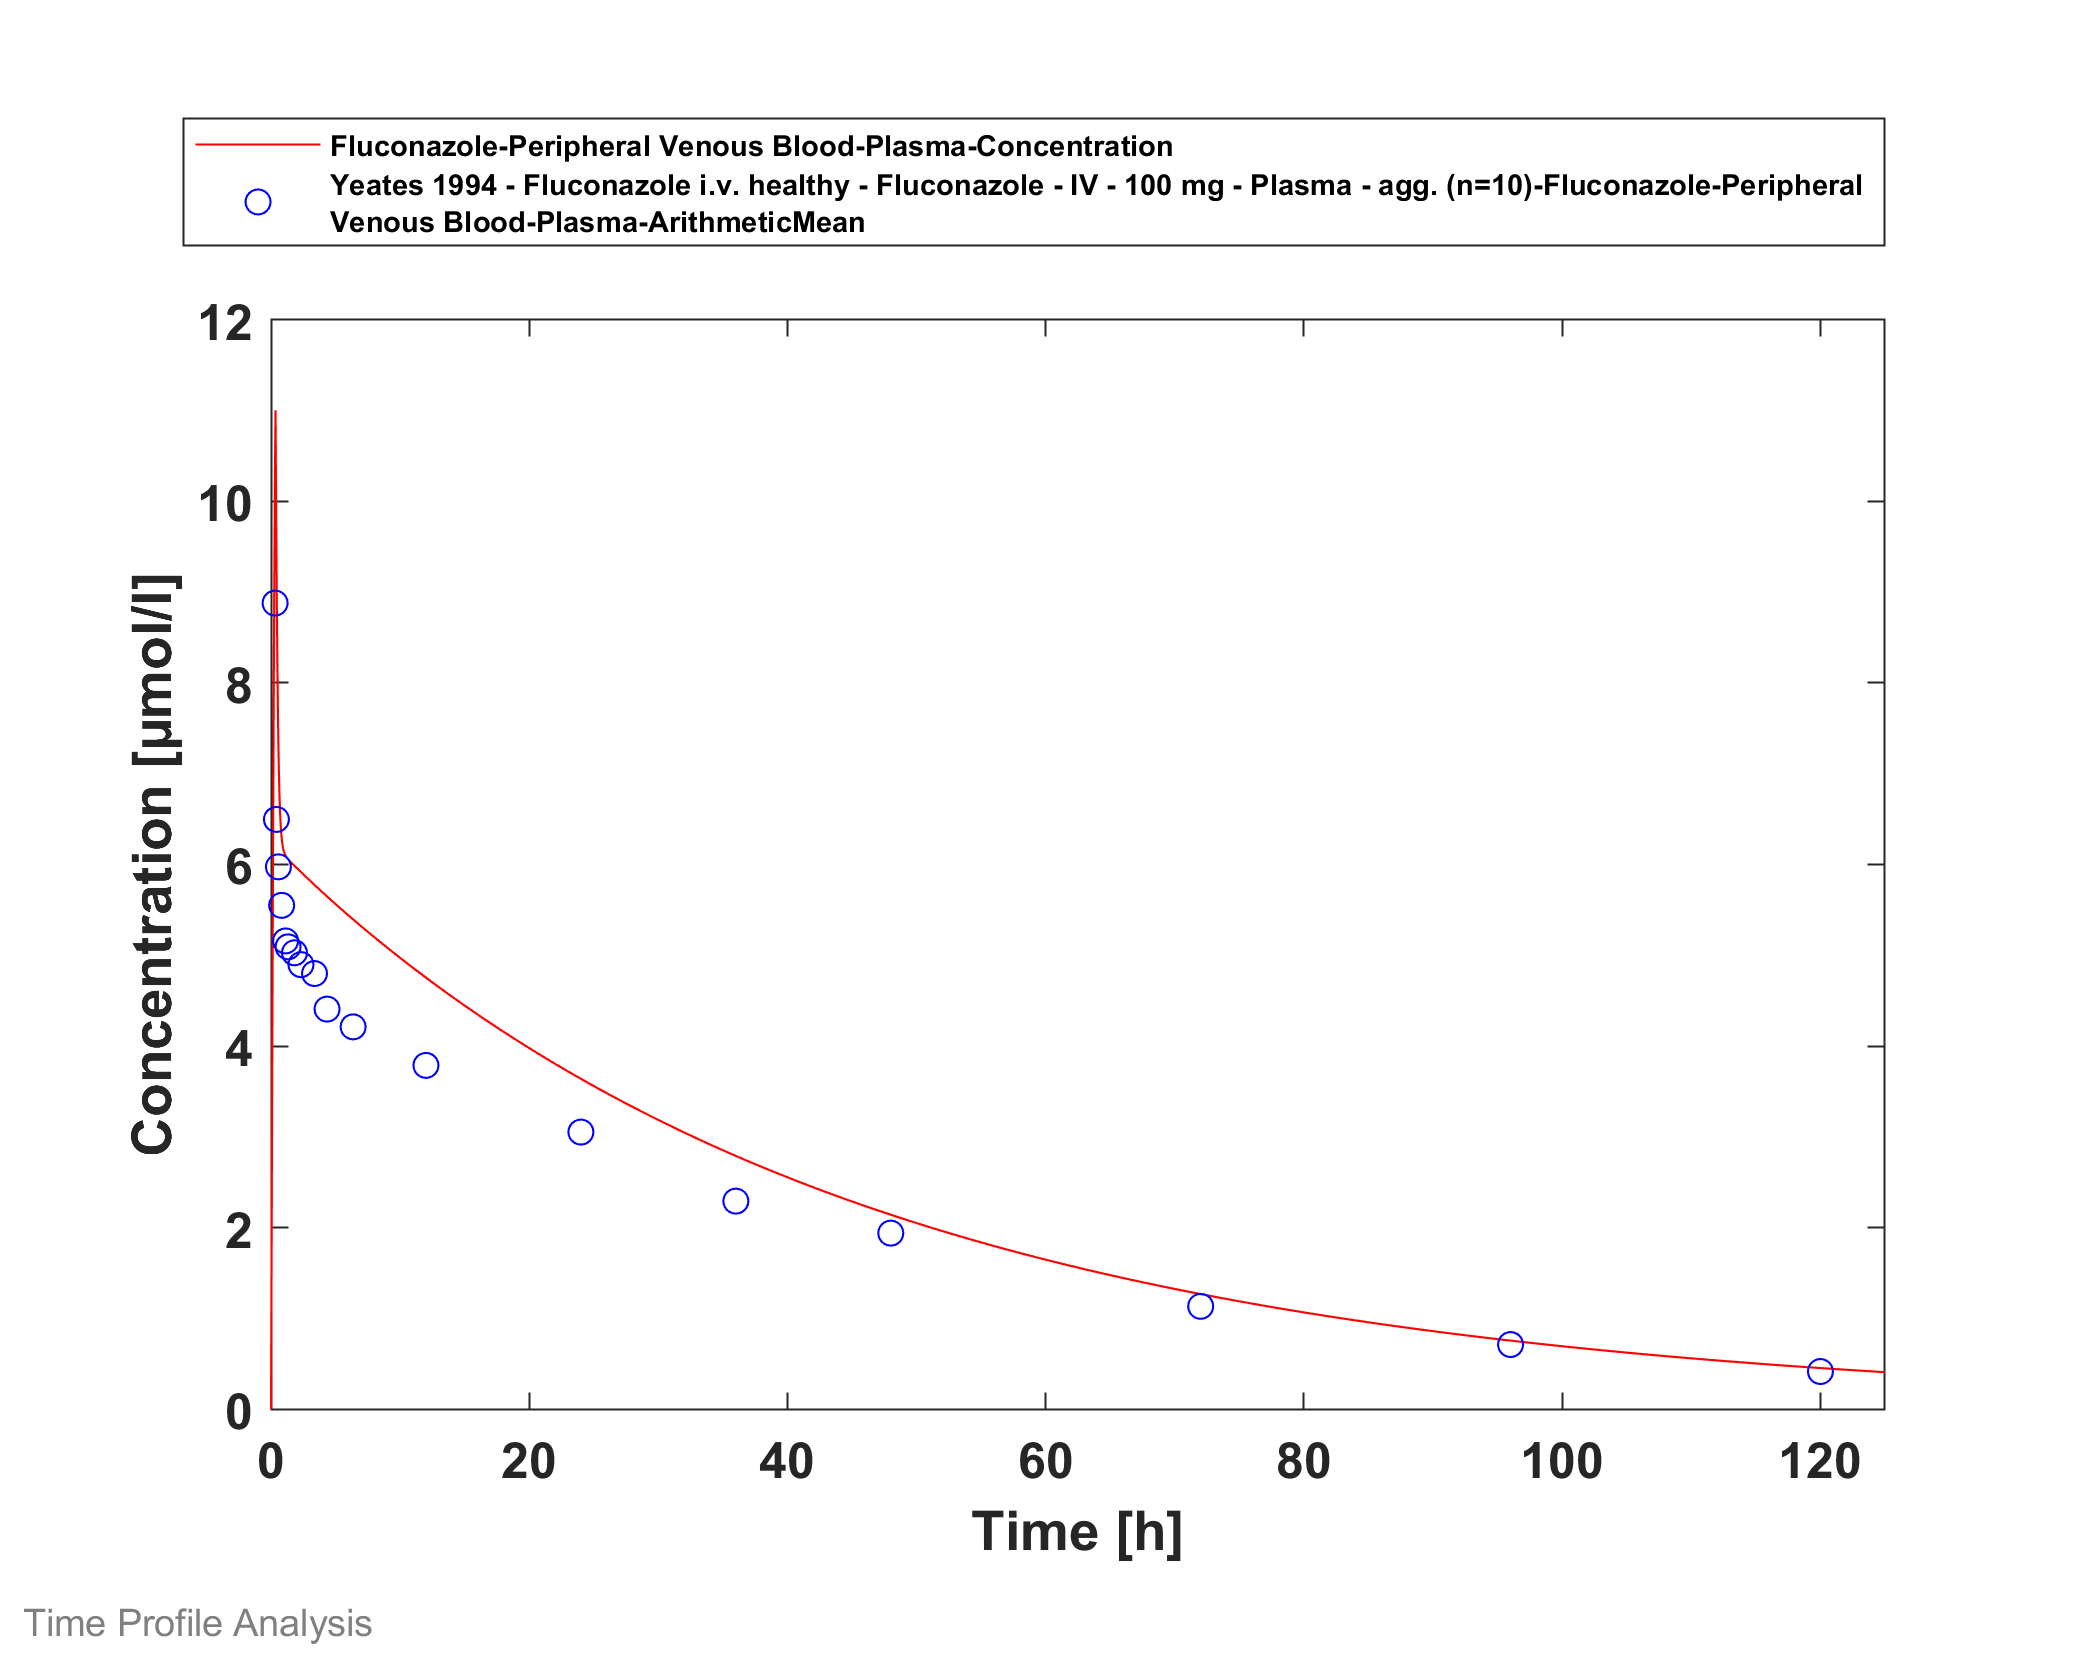 Fluconazole-Peripheral Venous Blood-Plasma-Concentration
Yeates 1994 - Fluconazole i.v. healthy - Fluconazole - IV - 100 mg - Plasma - agg. (n=10)-Fluconazole-Peripheral
Venous Blood-Plasma-ArithmeticMean
12
10
8
6
4
2
0
Concentration [µmol/l]
0 20 40 60 80 100 120
Time [h]
Time Profile Analysis